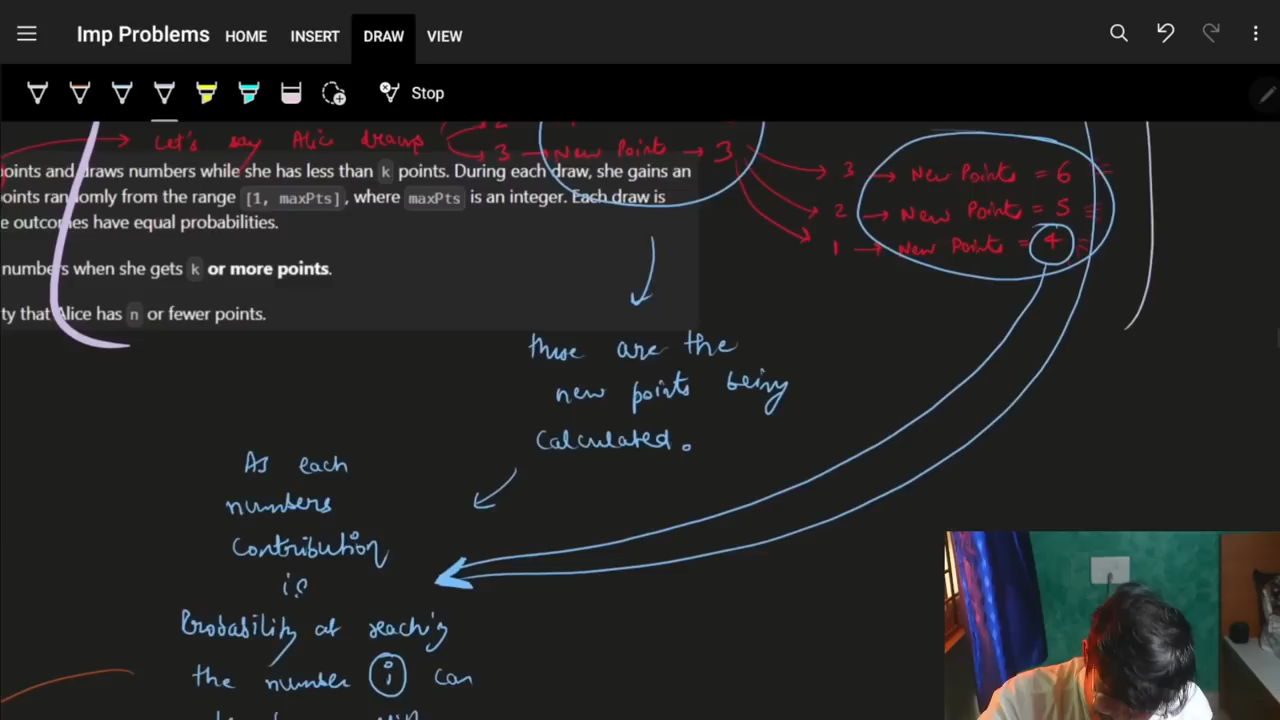 Imp Problems HOME INSERT DRAW VIEW
Stop
Let's say Alice draws
3 → New Points → 3
3 → New Points = 6
2 → New Points = 5
1 → New Points = 4
oints and draws numbers while she has less than k points. During each draw, she gains an
oints randomly from the range [1, maxPts], where maxPts is an integer. Each draw is
e outcomes have equal probabilities.
numbers when she gets k or more points.
ty that Alice has n or fewer points.
these are the
new points being
calculated.
As each
numbers
contribution
is
Probability at reaching
the number i can